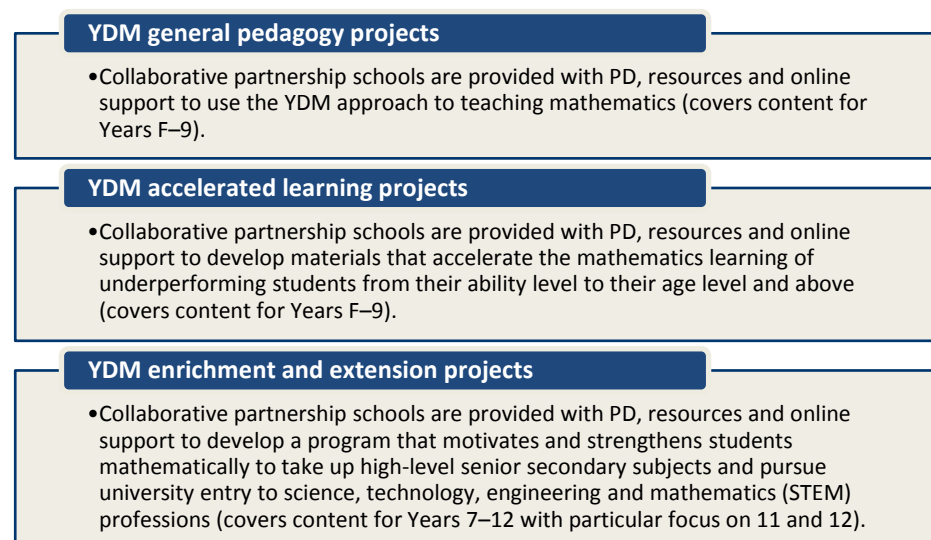 YDM general pedagogy projects
•Collaborative partnership schools are provided with PD, resources and online
support to use the YDM approach to teaching mathematics (covers content for
Years F–9).
YDM accelerated learning projects
•Collaborative partnership schools are provided with PD, resources and online
support to develop materials that accelerate the mathematics learning of
underperforming students from their ability level to their age level and above
(covers content for Years F–9).
YDM enrichment and extension projects
•Collaborative partnership schools are provided with PD, resources and online
support to develop a program that motivates and strengthens students
mathematically to take up high-level senior secondary subjects and pursue
university entry to science, technology, engineering and mathematics (STEM)
professions (covers content for Years 7–12 with particular focus on 11 and 12).